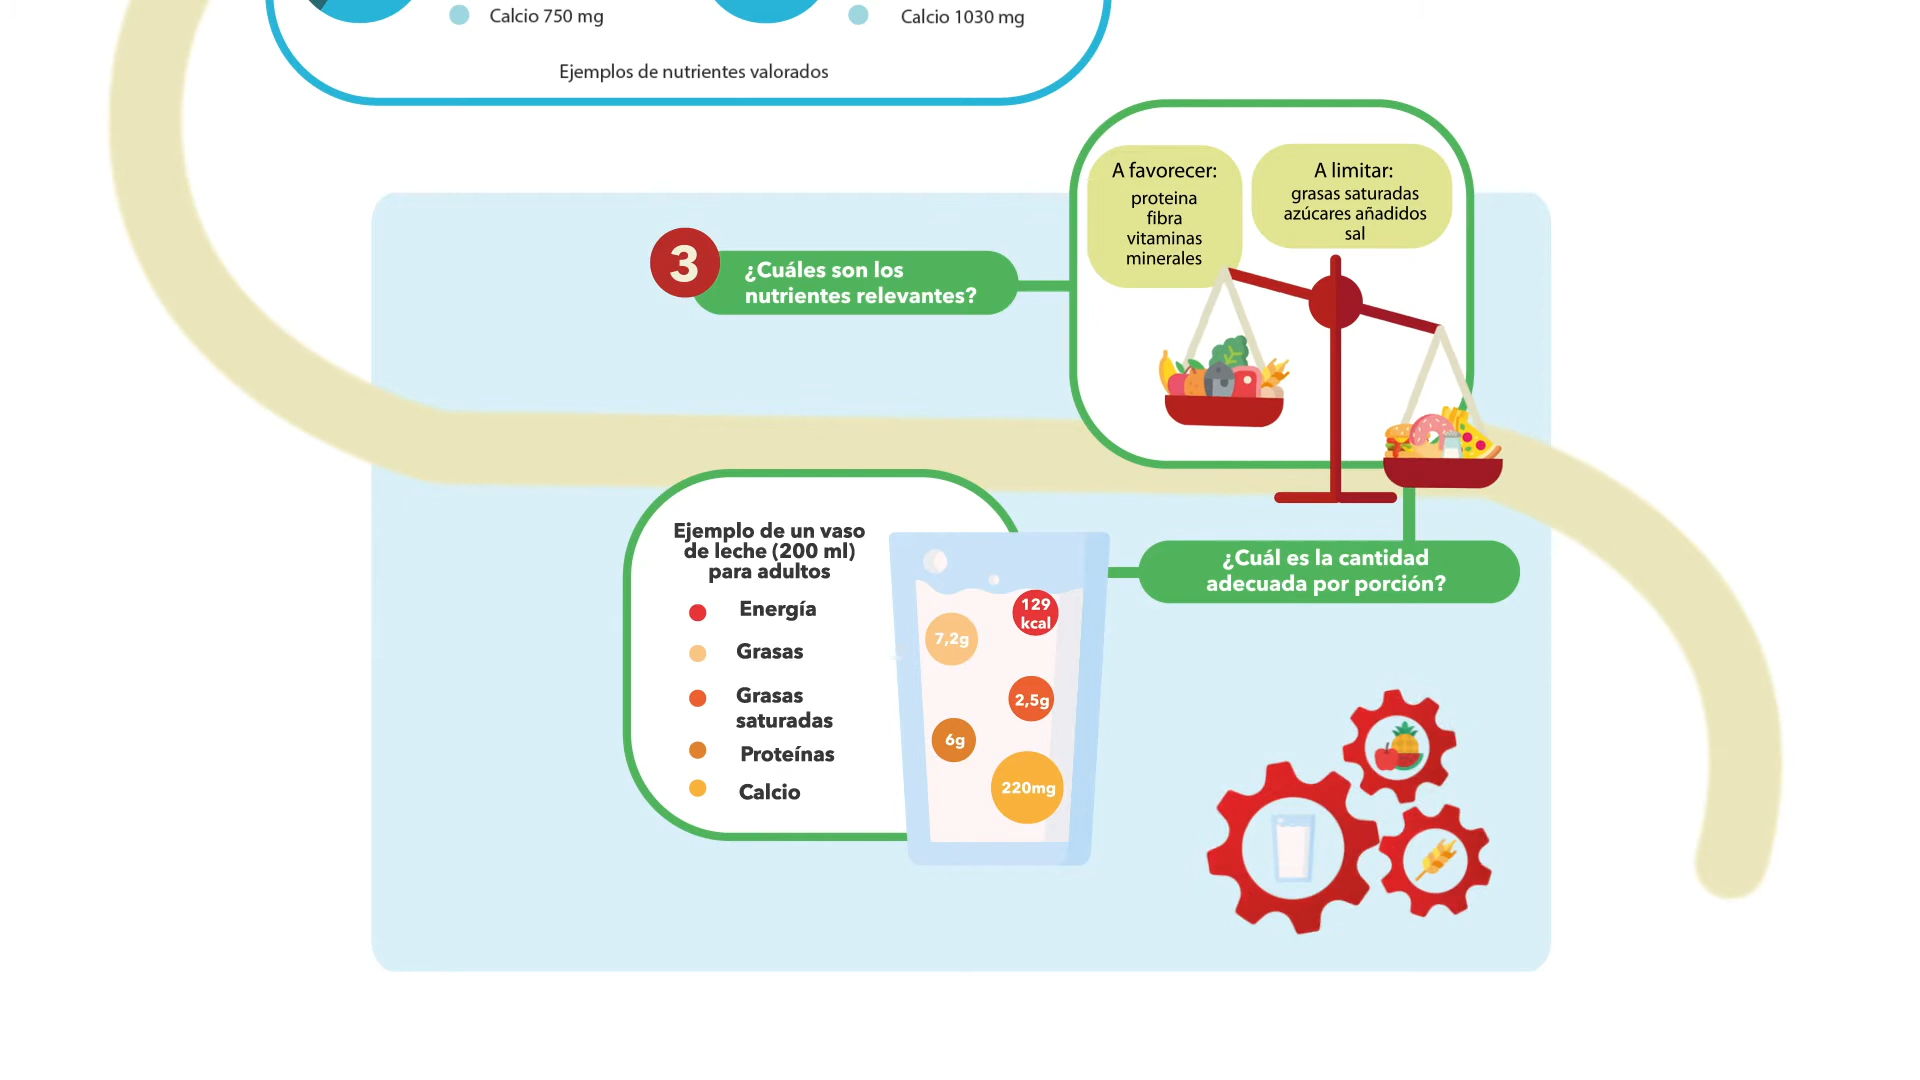 Calcio 750 mg
Calcio 1030 mg
Ejemplos de nutrientes valorados
A favorecer:
proteina
fibra
vitaminas
minerales
A limitar:
grasas saturadas
azúcares añadidos
sal
3
¿Cuáles son los
nutrientes relevantes?
Ejemplo de un vaso
de leche (200 ml)
para adultos
Energía
Grasas
Grasas
saturadas
Proteínas
Calcio
129
kcal
7,2g
2,5g
6g
220mg
¿Cuál es la cantidad
adecuada por porción?